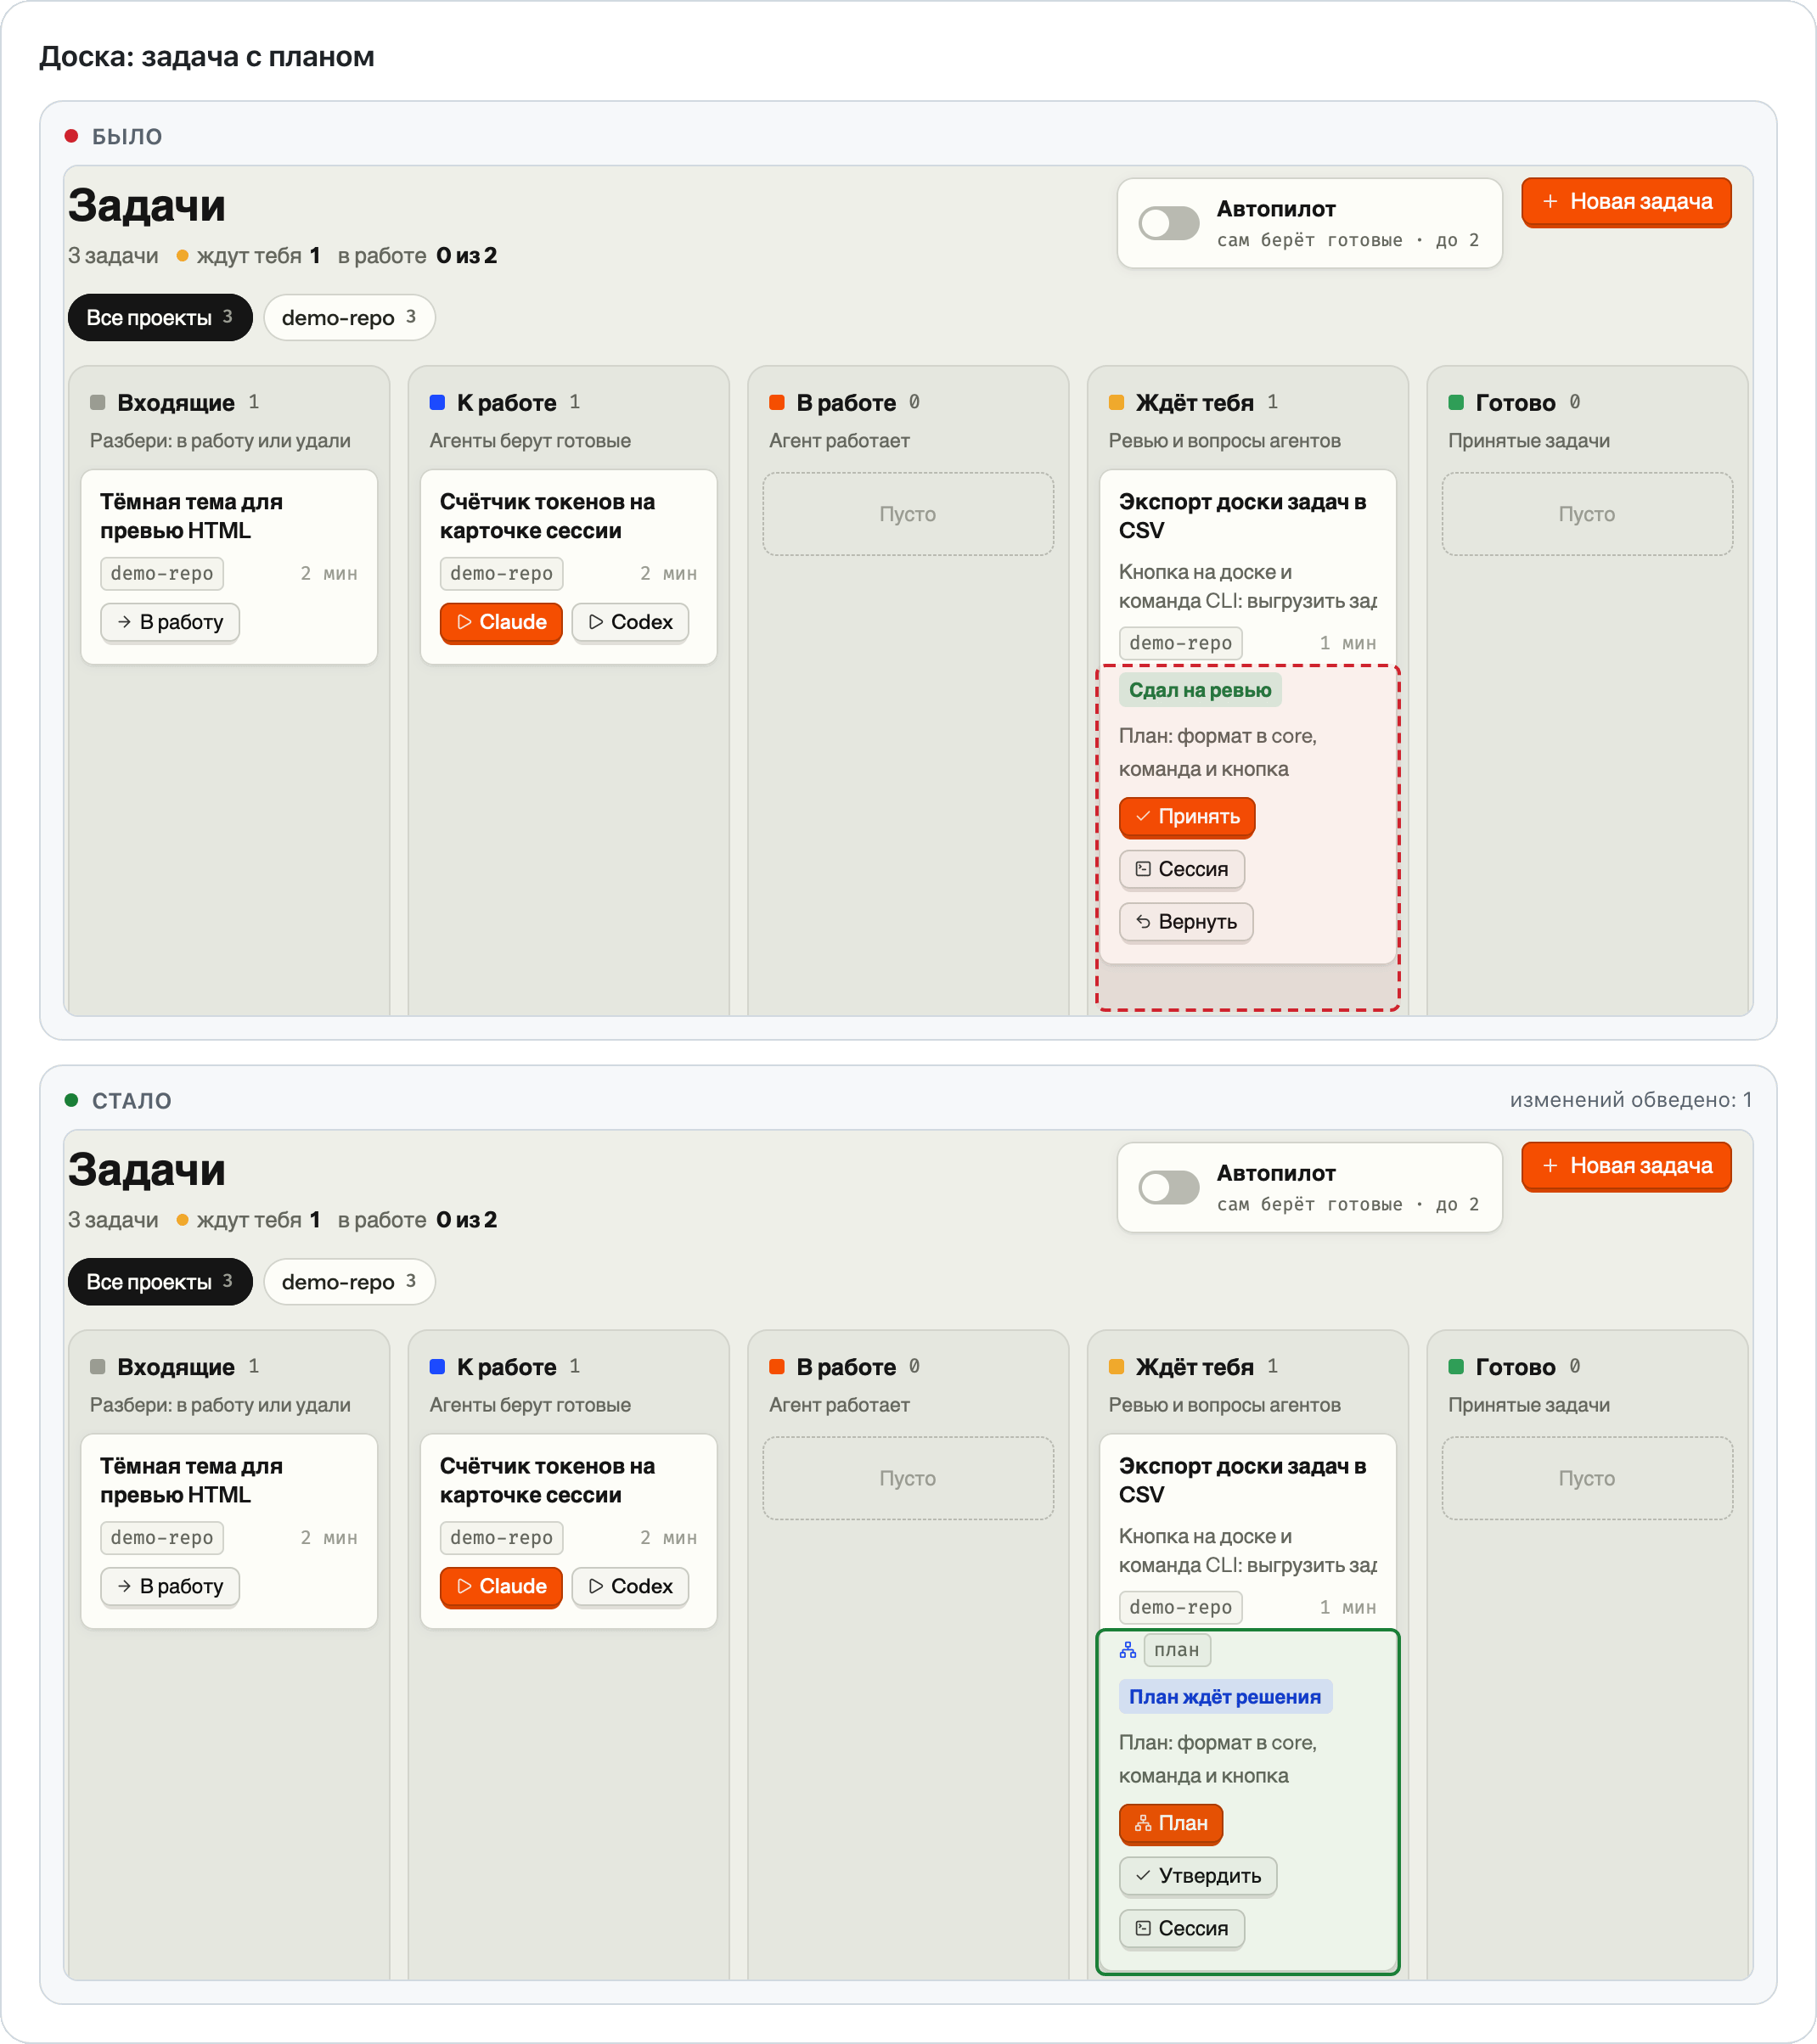 Доска: задача с планом
БЫЛО
Задачи
3 задачи ждут тебя 1 в работе 0 из 2
Автопилот
сам берёт готовые · до 2
+ Новая задача
Все проекты 3
demo-repo 3
Входящие 1
Разбери: в работу или удали
Тёмная тема для
превью HTML
demo-repo 2 мин
→ В работу
К работе 1
Агенты берут готовые
Счётчик токенов на
карточке сессии
demo-repo 2 мин
Claude
Codex
В работе 0
Агент работает
Пусто
Ждёт тебя 1
Ревью и вопросы агентов
Экспорт доски задач в
CSV
Кнопка на доске и
команда CLI: выгрузить зад
demo-repo 1 мин
Сдал на ревью
План: формат в core,
команда и кнопка
Принять
Сессия
Вернуть
Готово 0
Принятые задачи
Пусто
СТАЛО
изменений обведено: 1
Задачи
3 задачи ждут тебя 1 в работе 0 из 2
Автопилот
сам берёт готовые · до 2
+ Новая задача
Все проекты 3
demo-repo 3
Входящие 1
Разбери: в работу или удали
Тёмная тема для
превью HTML
demo-repo 2 мин
→ В работу
К работе 1
Агенты берут готовые
Счётчик токенов на
карточке сессии
demo-repo 2 мин
Claude
Codex
В работе 0
Агент работает
Пусто
Ждёт тебя 1
Ревью и вопросы агентов
Экспорт доски задач в
CSV
Кнопка на доске и
команда CLI: выгрузить зад
demo-repo 1 мин
план
План ждёт решения
План: формат в core,
команда и кнопка
План
Утвердить
Сессия
Готово 0
Принятые задачи
Пусто